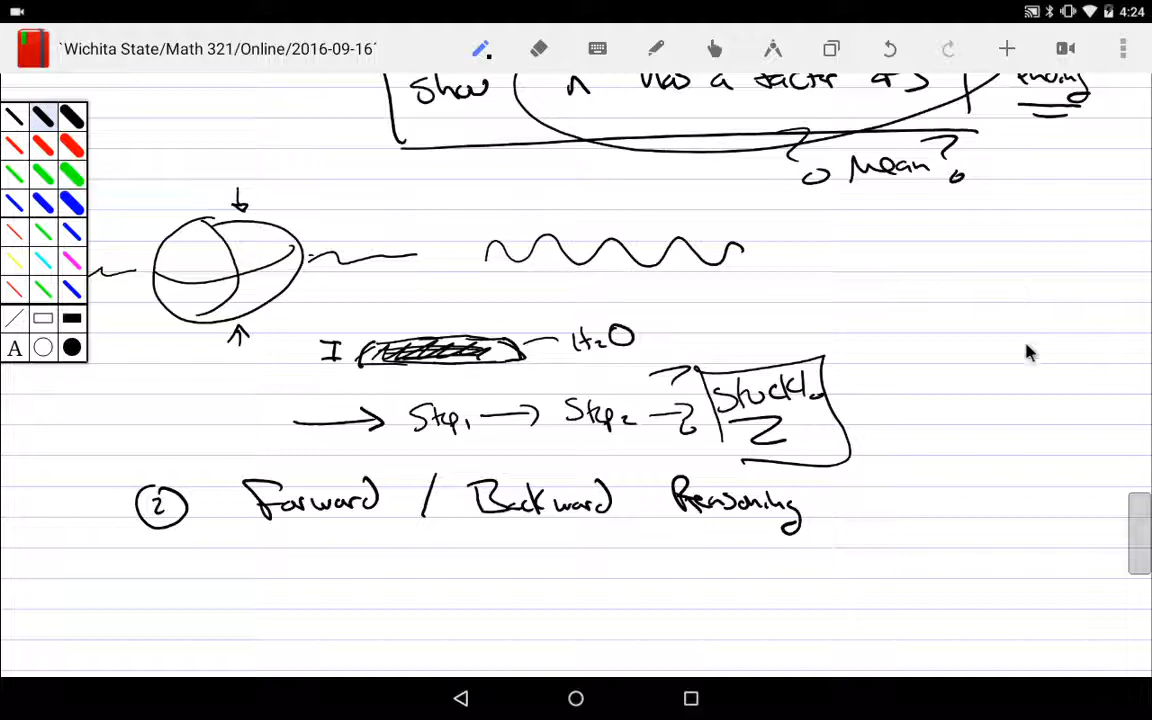 4:24
`Wichita State/Math 321/Online/2016-09-16`
show n has a factor of 3 Ending
? Mean ?
I H₂O
Step₁ → Step₂ → Stuck!
② Forward / Backward Reasoning
A